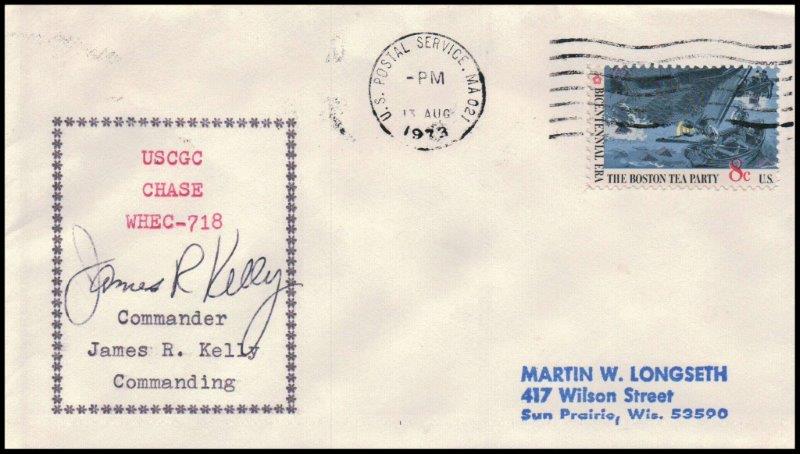 U.S. POSTAL SERVICE, MA 021
-PM
13 AUG
1973
BICENTENNIAL ERA
THE BOSTON TEA PARTY 8c U.S.
USCGC
CHASE
WHEC-718
James R Kelly
Commander
James R. Kelly
Commanding
MARTIN W. LONGSETH
417 Wilson Street
Sun Prairie, Wis. 53590